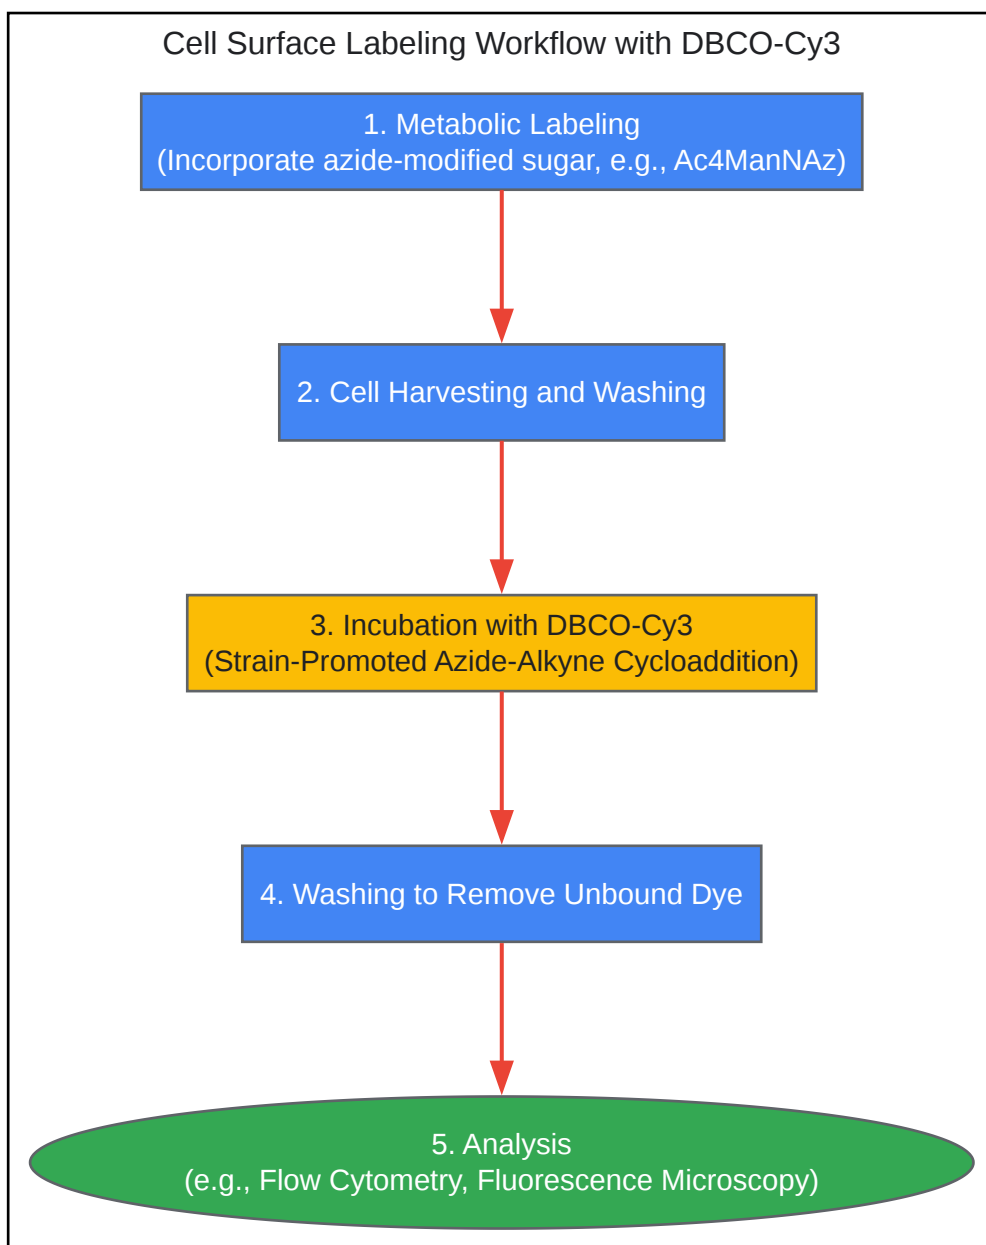 Cell Surface Labeling Workflow with DBCO-Cy3
1. Metabolic Labeling
(Incorporate azide-modified sugar, e.g., Ac4ManNAz)
2. Cell Harvesting and Washing
3. Incubation with DBCO-Cy3
(Strain-Promoted Azide-Alkyne Cycloaddition)
4. Washing to Remove Unbound Dye
5. Analysis
(e.g., Flow Cytometry, Fluorescence Microscopy)